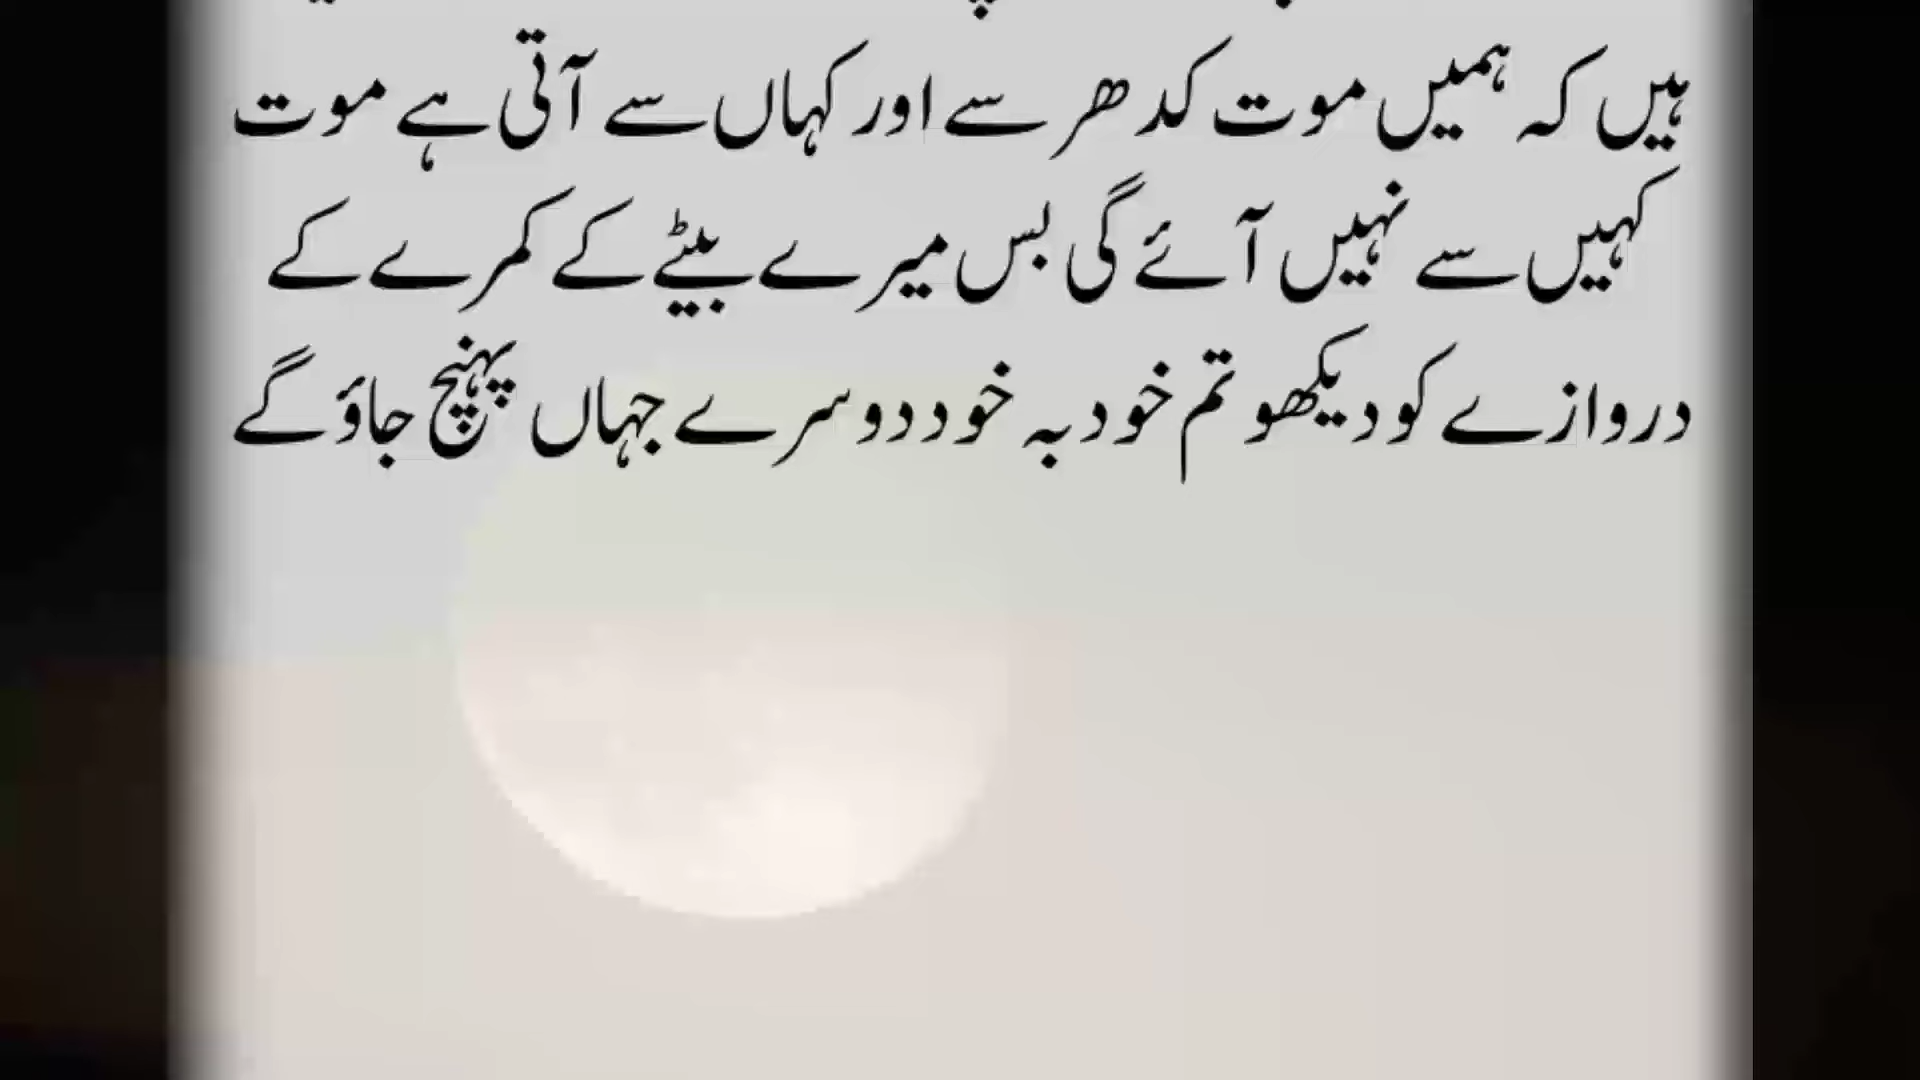 ہیں کہ ہمیں موت کدھر سے اور کہاں سے آتی ہے موت
کہیں سے نہیں آئے گی بس میرے بیٹے کے کمرے کے
دروازے کو دیکھو تم خود بہ خود دوسرے جہاں پہنچ جاؤ گے